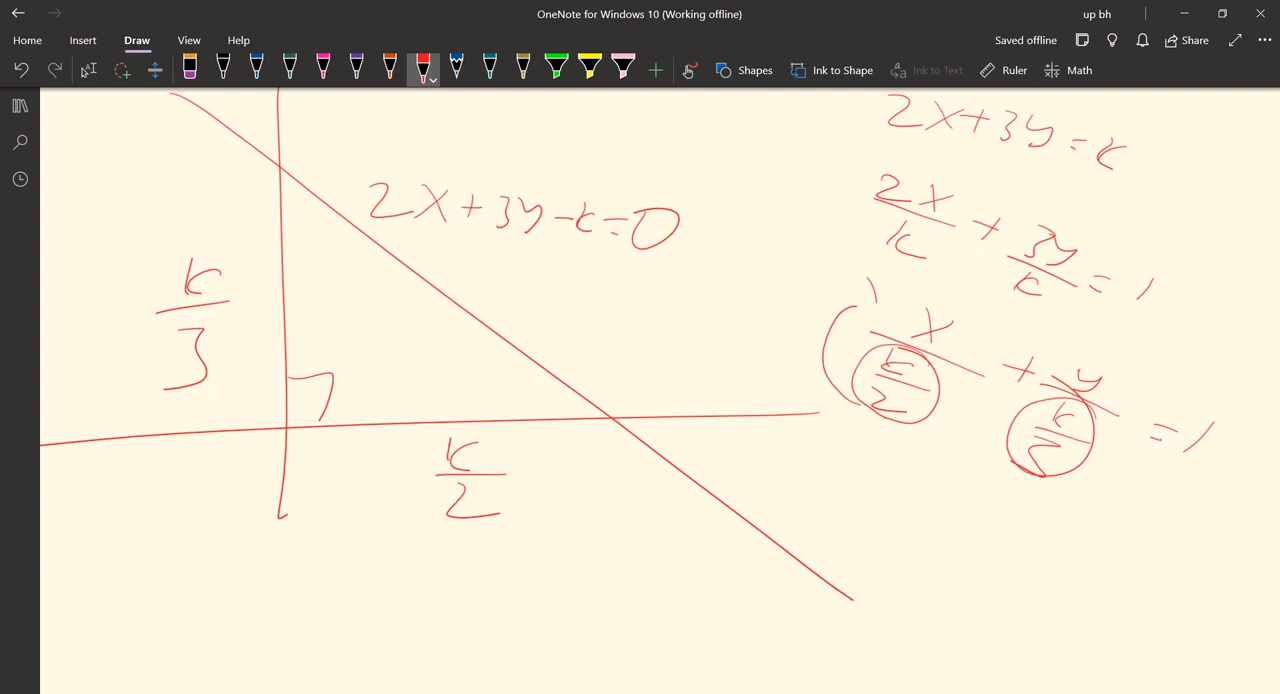 OneNote for Windows 10 (Working offline)
up bh
Home Insert Draw View Help
Saved offline
Share
Shapes
Ink to Shape
Ink to Text
Ruler
Math
2x+3y-k=0
k/3
k/2
2x+3y=k
2x/k + 3y/k = 1